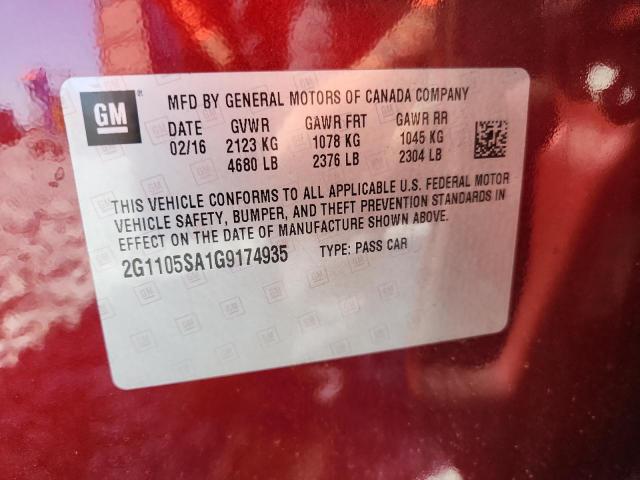 GM
MFD BY GENERAL MOTORS OF CANADA COMPANY
DATE GVWR GAWR FRT GAWR RR
02/16 2123 KG 1078 KG 1045 KG
4680 LB 2376 LB 2304 LB
THIS VEHICLE CONFORMS TO ALL APPLICABLE U.S. FEDERAL MOTOR
VEHICLE SAFETY, BUMPER, AND THEFT PREVENTION STANDARDS IN
EFFECT ON THE DATE OF MANUFACTURE SHOWN ABOVE.
2G1105SA1G9174935 TYPE: PASS CAR